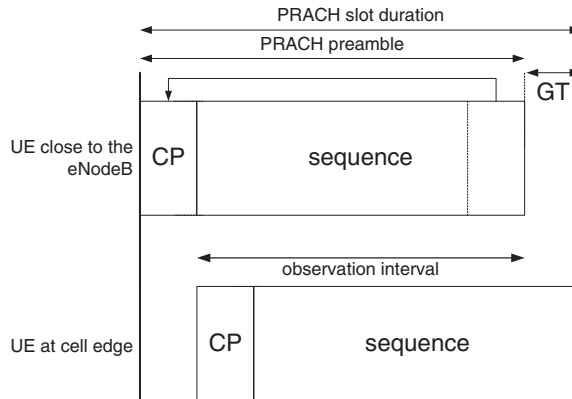 PRACH slot duration
PRACH preamble
GT
UE close to the
eNodeB
CP
sequence
observation interval
UE at cell edge
CP
sequence